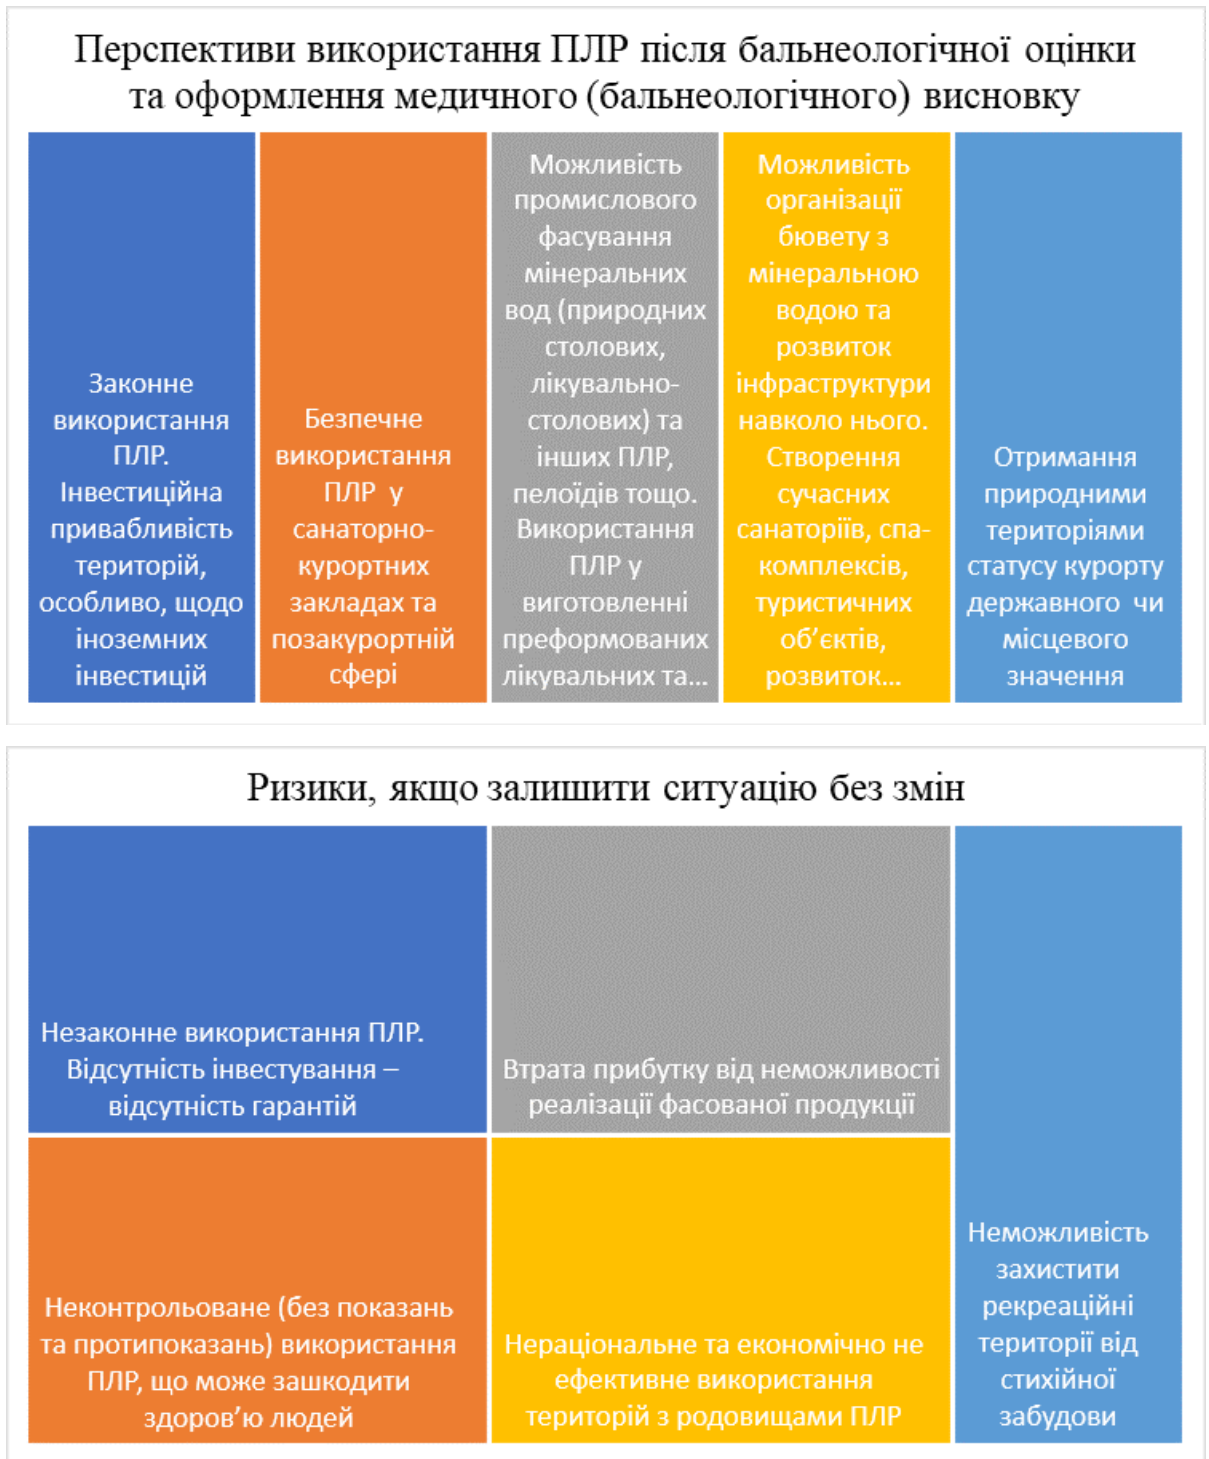 Перспективи використання ПЛР після бальнеологічної оцінки
та оформлення медичного (бальнеологічного) висновку
Законне
використання
ПЛР.
Інвестиційна
привабливість
територій,
особливо, щодо
іноземних
інвестицій
Безпечне
використання
ПЛР у
санаторно-
курортних
закладах та
позакурортній
сфері
Можливість
промислового
фасування
мінеральних
вод (природних
столових,
лікувально-
столових) та
інших ПЛР,
пелоїдів тощо.
Використання
ПЛР у
виготовленні
преформованих
лікувальних та...
Можливість
організації
бювету з
мінеральною
водою та
розвиток
інфраструктури
навколо нього.
Створення
сучасних
санаторіїв, спа-
комплексів,
туристичних
об’єктів,
розвиток...
Отримання
природними
територіями
статусу курорту
державного чи
місцевого
значення
Ризики, якщо залишити ситуацію без змін
Незаконне використання ПЛР.
Відсутність інвестування –
відсутність гарантій
Втрата прибутку від неможливості
реалізації фасованої продукції
Неконтрольоване (без показань
та протипоказань) використання
ПЛР, що може зашкодити
здоров’ю людей
Нераціональне та економічно не
ефективне використання
територій з родовищами ПЛР
Неможливість
захистити
рекреаційні
території від
стихійної
забудови